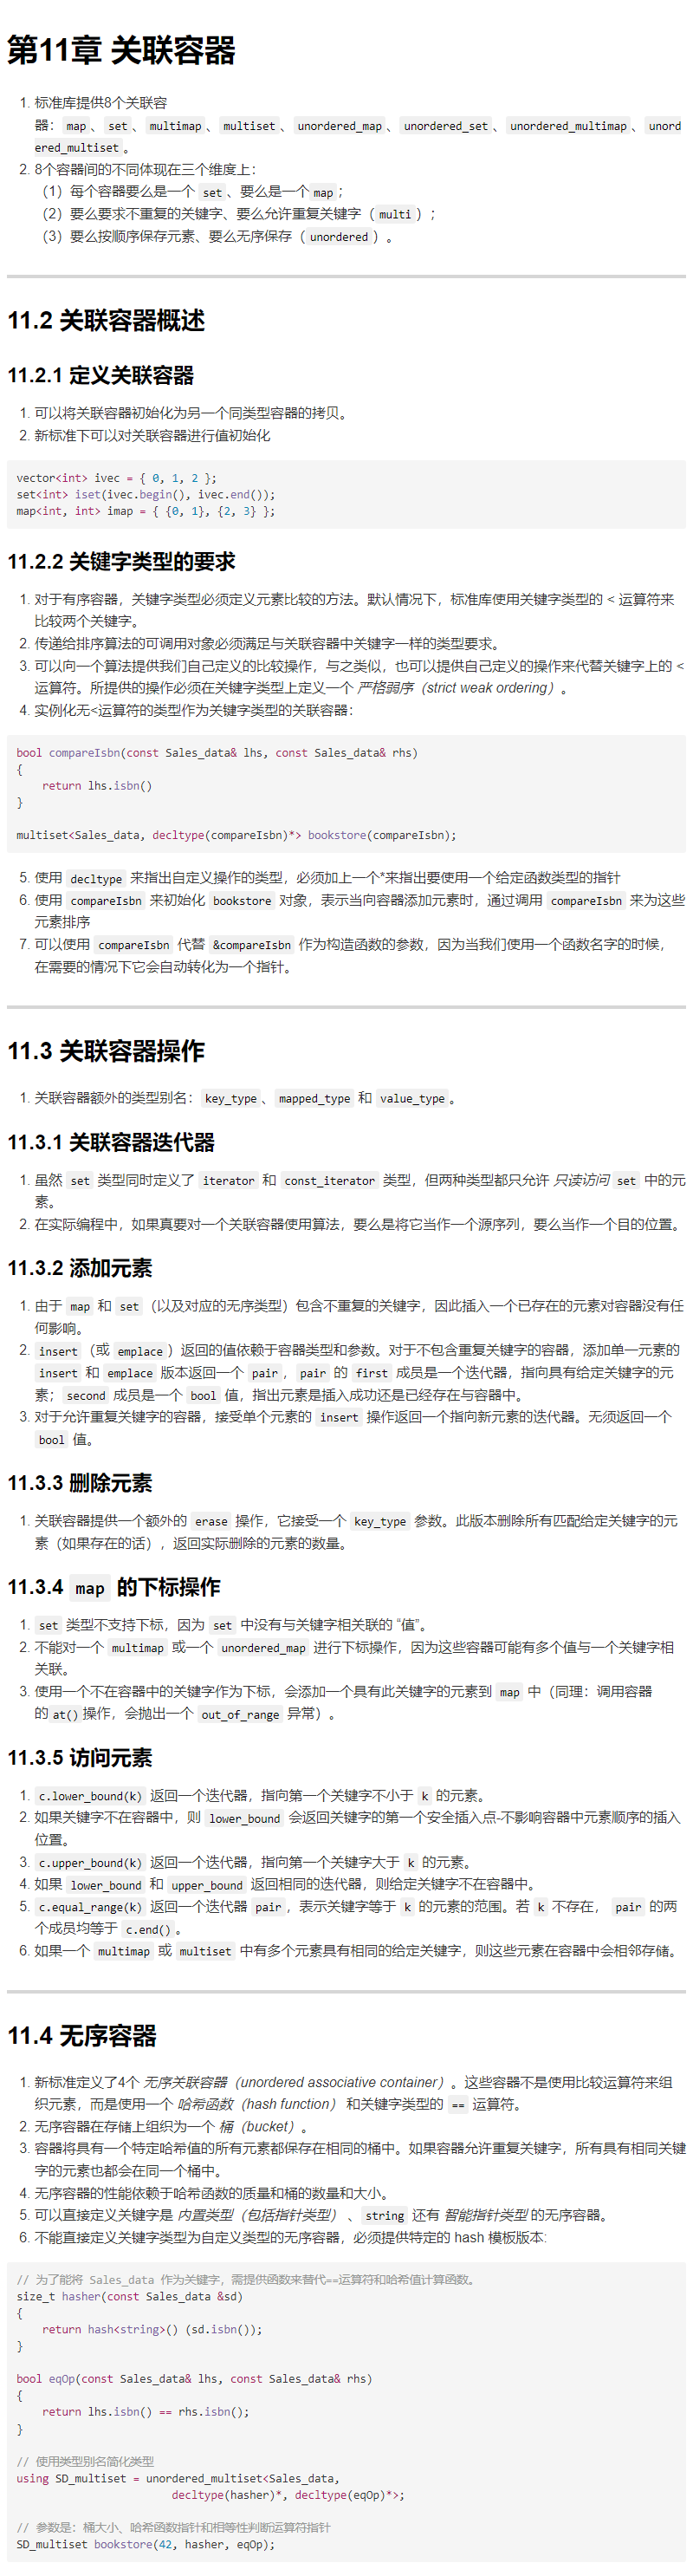 第11章 关联容器
1. 标准库提供8个关联容
器：map、set、multimap、multiset、unordered_map、unordered_set、unordered_multimap、unord
ered_multiset。
2. 8个容器间的不同体现在三个维度上：
（1）每个容器要么是一个 set、要么是一个map；
（2）要么要求不重复的关键字、要么允许重复关键字（multi）；
（3）要么按顺序保存元素、要么无序保存（unordered）。
11.2 关联容器概述
11.2.1 定义关联容器
1. 可以将关联容器初始化为另一个同类型容器的拷贝。
2. 新标准下可以对关联容器进行值初始化
vector<int> ivec = { 0, 1, 2 };
set<int> iset(ivec.begin(), ivec.end());
map<int, int> imap = { {0, 1}, {2, 3} };
11.2.2 关键字类型的要求
1. 对于有序容器，关键字类型必须定义元素比较的方法。默认情况下，标准库使用关键字类型的 < 运算符来
比较两个关键字。
2. 传递给排序算法的可调用对象必须满足与关联容器中关键字一样的类型要求。
3. 可以向一个算法提供我们自己定义的比较操作，与之类似，也可以提供自己定义的操作来代替关键字上的 <
运算符。所提供的操作必须在关键字类型上定义一个 严格弱序（strict weak ordering）。
4. 实例化无<运算符的类型作为关键字类型的关联容器：
bool compareIsbn(const Sales_data& lhs, const Sales_data& rhs)
{
    return lhs.isbn()
}
multiset<Sales_data, decltype(compareIsbn)*> bookstore(compareIsbn);
5. 使用 decltype 来指出自定义操作的类型，必须加上一个*来指出要使用一个给定函数类型的指针
6. 使用 compareIsbn 来初始化 bookstore 对象，表示当向容器添加元素时，通过调用 compareIsbn 来为这些
元素排序
7. 可以使用 compareIsbn 代替 &compareIsbn 作为构造函数的参数，因为当我们使用一个函数名字的时候，
在需要的情况下它会自动转化为一个指针。
11.3 关联容器操作
1. 关联容器额外的类型别名：key_type、mapped_type 和 value_type。
11.3.1 关联容器迭代器
1. 虽然 set 类型同时定义了 iterator 和 const_iterator 类型，但两种类型都只允许 只读访问 set 中的元
素。
2. 在实际编程中，如果真要对一个关联容器使用算法，要么是将它当作一个源序列，要么当作一个目的位置。
11.3.2 添加元素
1. 由于 map 和 set（以及对应的无序类型）包含不重复的关键字，因此插入一个已存在的元素对容器没有任
何影响。
2. insert（或 emplace）返回的值依赖于容器类型和参数。对于不包含重复关键字的容器，添加单一元素的
insert 和 emplace 版本返回一个 pair，pair 的 first 成员是一个迭代器，指向具有给定关键字的元
素；second 成员是一个 bool 值，指出元素是插入成功还是已经存在与容器中。
3. 对于允许重复关键字的容器，接受单个元素的 insert 操作返回一个指向新元素的迭代器。无须返回一个
bool 值。
11.3.3 删除元素
1. 关联容器提供一个额外的 erase 操作，它接受一个 key_type 参数。此版本删除所有匹配给定关键字的元
素（如果存在的话），返回实际删除的元素的数量。
11.3.4 map 的下标操作
1. set 类型不支持下标，因为 set 中没有与关键字相关联的 “值”。
2. 不能对一个 multimap 或一个 unordered_map 进行下标操作，因为这些容器可能有多个值与一个关键字相
关联。
3. 使用一个不在容器中的关键字作为下标，会添加一个具有此关键字的元素到 map 中（同理：调用容器
的at()操作，会抛出一个 out_of_range 异常）。
11.3.5 访问元素
1. c.lower_bound(k) 返回一个迭代器，指向第一个关键字不小于 k 的元素。
2. 如果关键字不在容器中，则 lower_bound 会返回关键字的第一个安全插入点-不影响容器中元素顺序的插入
位置。
3. c.upper_bound(k) 返回一个迭代器，指向第一个关键字大于 k 的元素。
4. 如果 lower_bound 和 upper_bound 返回相同的迭代器，则给定关键字不在容器中。
5. c.equal_range(k) 返回一个迭代器 pair，表示关键字等于 k 的元素的范围。若 k 不存在， pair 的两
个成员均等于 c.end()。
6. 如果一个 multimap 或 multiset 中有多个元素具有相同的给定关键字，则这些元素在容器中会相邻存储。
11.4 无序容器
1. 新标准定义了4个 无序关联容器（unordered associative container）。这些容器不是使用比较运算符来组
织元素，而是使用一个 哈希函数（hash function） 和关键字类型的 == 运算符。
2. 无序容器在存储上组织为一个 桶（bucket）。
3. 容器将具有一个特定哈希值的所有元素都保存在相同的桶中。如果容器允许重复关键字，所有具有相同关键
字的元素也都会在同一个桶中。
4. 无序容器的性能依赖于哈希函数的质量和桶的数量和大小。
5. 可以直接定义关键字是 内置类型（包括指针类型） 、string 还有 智能指针类型 的无序容器。
6. 不能直接定义关键字类型为自定义类型的无序容器，必须提供特定的 hash 模板版本:
// 为了能将 Sales_data 作为关键字，需提供函数来替代==运算符和哈希值计算函数。
size_t hasher(const Sales_data &sd)
{
    return hash<string>() (sd.isbn());
}
bool eqOp(const Sales_data& lhs, const Sales_data& rhs)
{
    return lhs.isbn() == rhs.isbn();
}
// 使用类型别名简化类型
using SD_multiset = unordered_multiset<Sales_data,
                        decltype(hasher)*, decltype(eqOp)*>;
// 参数是：桶大小、哈希函数指针和相等性判断运算符指针
SD_multiset bookstore(42, hasher, eqOp);